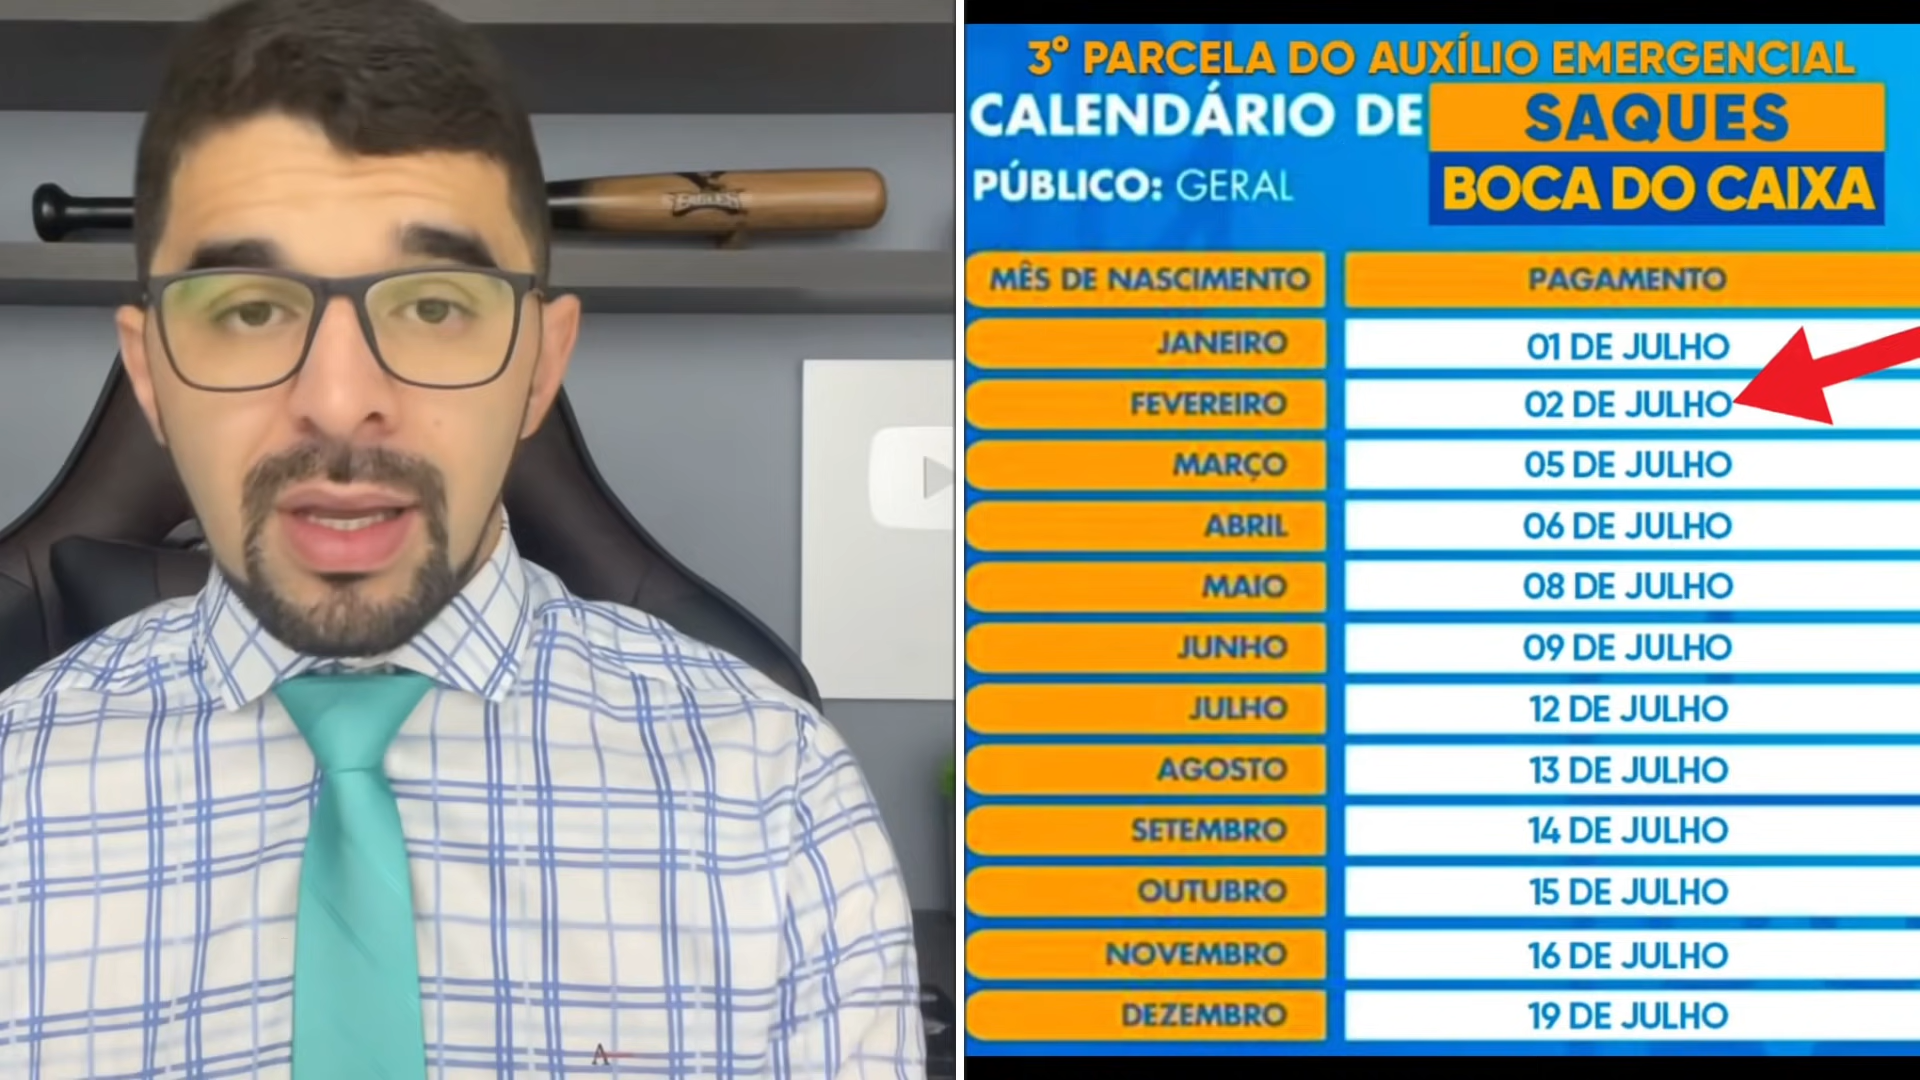 EAGLES
A
3º PARCELA DO AUXÍLIO EMERGENCIAL
CALENDÁRIO DE SAQUES
BOCA DO CAIXA
PÚBLICO: GERAL
MÊS DE NASCIMENTO PAGAMENTO
JANEIRO 01 DE JULHO
FEVEREIRO 02 DE JULHO
MARÇO 05 DE JULHO
ABRIL 06 DE JULHO
MAIO 08 DE JULHO
JUNHO 09 DE JULHO
JULHO 12 DE JULHO
AGOSTO 13 DE JULHO
SETEMBRO 14 DE JULHO
OUTUBRO 15 DE JULHO
NOVEMBRO 16 DE JULHO
DEZEMBRO 19 DE JULHO